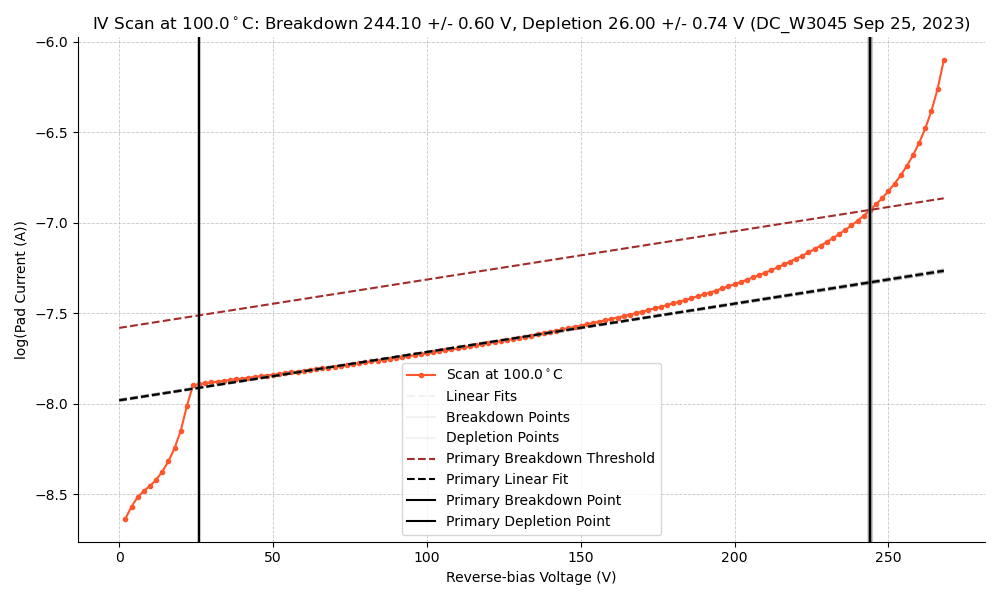 IV Scan at 100.0°C: Breakdown 244.10 +/- 0.60 V, Depletion 26.00 +/- 0.74 V (DC_W3045 Sep 25, 2023)
−6.0
−6.5
−7.0
−7.5
−8.0
−8.5
log(Pad Current (A))
Scan at 100.0°C
Linear Fits
Breakdown Points
Depletion Points
Primary Breakdown Threshold
Primary Linear Fit
Primary Breakdown Point
Primary Depletion Point
0 50 100 150 200 250
Reverse-bias Voltage (V)